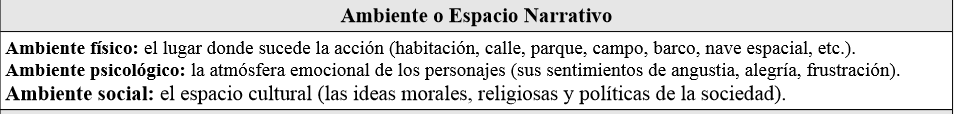 Ambiente o Espacio Narrativo
Ambiente físico: el lugar donde sucede la acción (habitación, calle, parque, campo, barco, nave espacial, etc.).
Ambiente psicológico: la atmósfera emocional de los personajes (sus sentimientos de angustia, alegría, frustración).
Ambiente social: el espacio cultural (las ideas morales, religiosas y políticas de la sociedad).